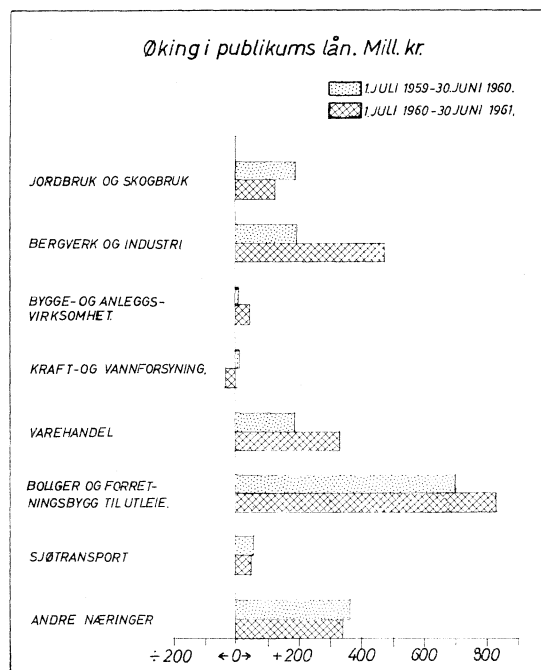 Øking i publikums lån. Mill. kr.
1. JULI 1959-30. JUNI 1960.
1. JULI 1960-30 JUNI 1961.
JORDBRUK OG SKOGBRUK
BERGVERK OG INDUSTRI
BYGGE- OG ANLEGGS-
VIRKSOMHET.
KRAFT- OG VANNFORSYNING.
VAREHANDEL
BOLIGER OG FORRET-
NINGSBYGG TIL UTLEIE.
SJØTRANSPORT
ANDRE NÆRINGER
÷200 ←0→ +200 400 600 800